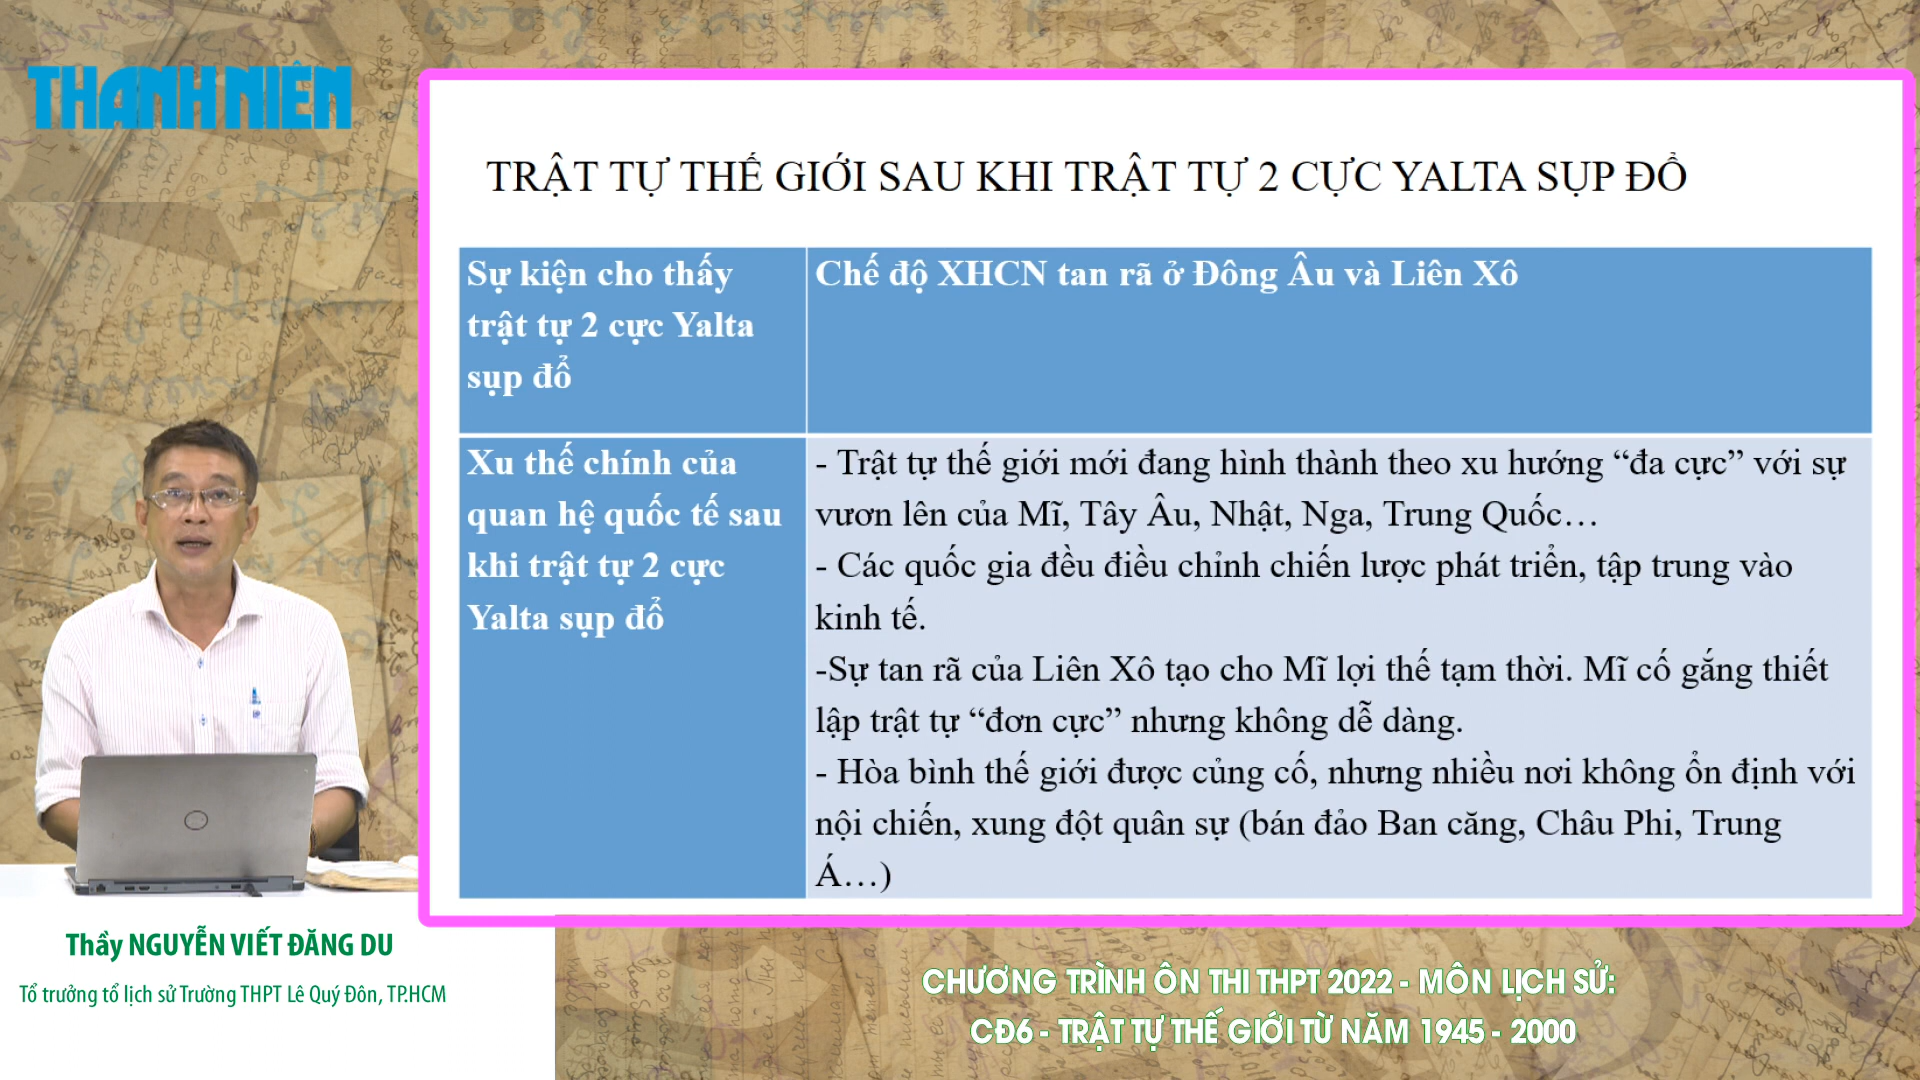 THANH NIÊN
TRẬT TỰ THẾ GIỚI SAU KHI TRẬT TỰ 2 CỰC YALTA SỤP ĐỔ
Sự kiện cho thấy
trật tự 2 cực Yalta
sụp đổ
Chế độ XHCN tan rã ở Đông Âu và Liên Xô
Xu thế chính của
quan hệ quốc tế sau
khi trật tự 2 cực
Yalta sụp đổ
- Trật tự thế giới mới đang hình thành theo xu hướng “đa cực” với sự
vươn lên của Mĩ, Tây Âu, Nhật, Nga, Trung Quốc…
- Các quốc gia đều điều chỉnh chiến lược phát triển, tập trung vào
kinh tế.
-Sự tan rã của Liên Xô tạo cho Mĩ lợi thế tạm thời. Mĩ cố gắng thiết
lập trật tự “đơn cực” nhưng không dễ dàng.
- Hòa bình thế giới được củng cố, nhưng nhiều nơi không ổn định với
nội chiến, xung đột quân sự (bán đảo Ban căng, Châu Phi, Trung
Á…)
Thầy NGUYỄN VIẾT ĐĂNG DU
Tổ trưởng tổ lịch sử Trường THPT Lê Quý Đôn, TP.HCM
CHƯƠNG TRÌNH ÔN THI THPT 2022 - MÔN LỊCH SỬ:
CĐ6 - TRẬT TỰ THẾ GIỚI TỪ NĂM 1945 - 2000